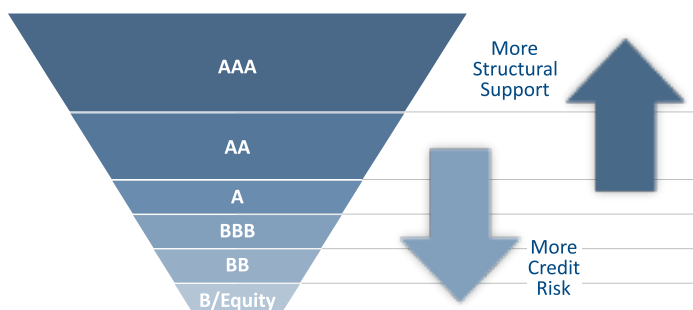 AAA
More
Structural
Support
AA
A
BBB
BB
More
Credit
Risk
B/Equity